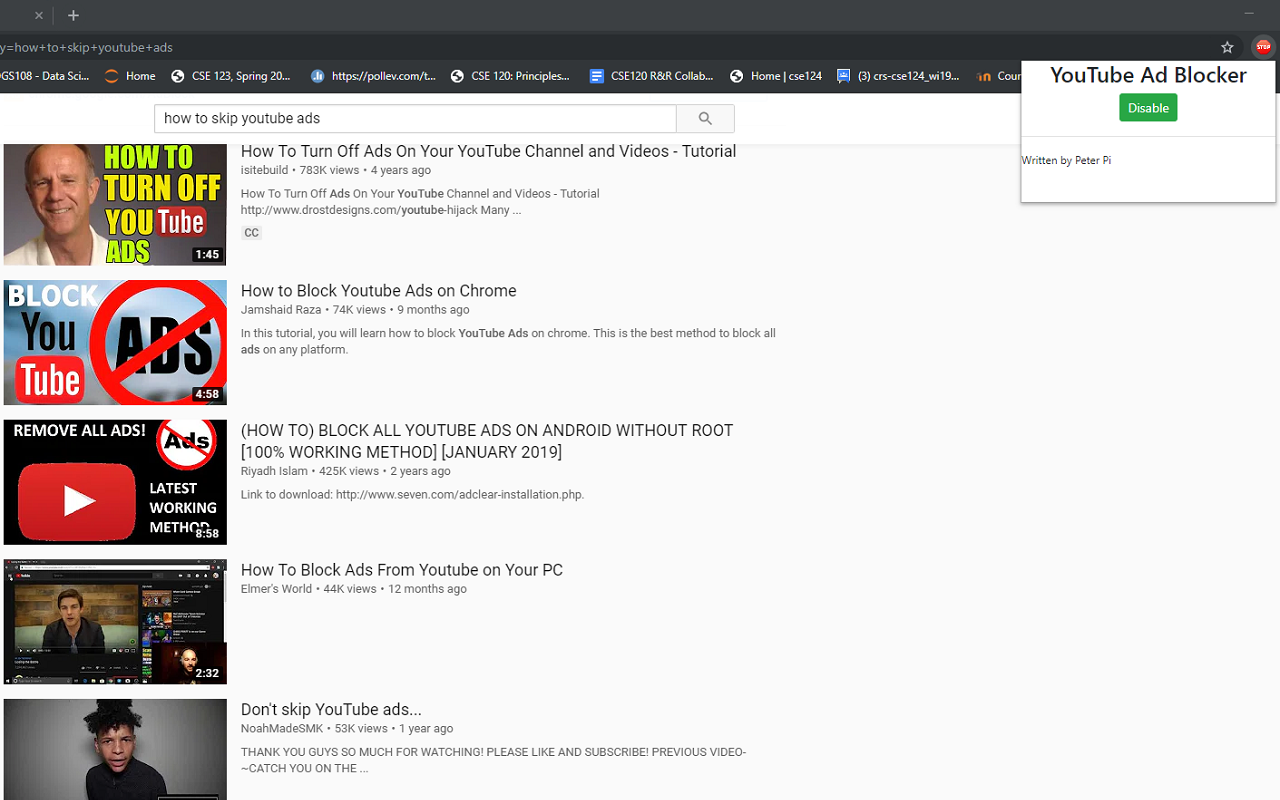 y=how+to+skip+youtube+ads
STOP
GS108 - Data Sci...
Home
CSE 123, Spring 20...
https://pollev.com/t...
CSE 120: Principles...
CSE120 R&R Collab...
Home | cse124
(3) crs-cse124_wi19...
Cour
YouTube Ad Blocker
Disable
Written by Peter Pi
how to skip youtube ads
HOW TO
TURN OFF
YOU Tube
ADS
1:45
How To Turn Off Ads On Your YouTube Channel and Videos - Tutorial
isitebuild • 783K views • 4 years ago
How To Turn Off Ads On Your YouTube Channel and Videos - Tutorial
http://www.drostdesigns.com/youtube-hijack Many ...
CC
BLOCK
You
Tube
ADS
4:58
How to Block Youtube Ads on Chrome
Jamshaid Raza • 74K views • 9 months ago
In this tutorial, you will learn how to block YouTube Ads on chrome. This is the best method to block all
ads on any platform.
REMOVE ALL ADS!
Ads
LATEST
WORKING
METHOD
8:58
(HOW TO) BLOCK ALL YOUTUBE ADS ON ANDROID WITHOUT ROOT
[100% WORKING METHOD] [JANUARY 2019]
Riyadh Islam • 425K views • 2 years ago
Link to download: http://www.seven.com/adclear-installation.php.
2:32
How To Block Ads From Youtube on Your PC
Elmer's World • 44K views • 12 months ago
Don't skip YouTube ads...
NoahMadeSMK • 53K views • 1 year ago
THANK YOU GUYS SO MUCH FOR WATCHING! PLEASE LIKE AND SUBSCRIBE! PREVIOUS VIDEO-
~CATCH YOU ON THE ...